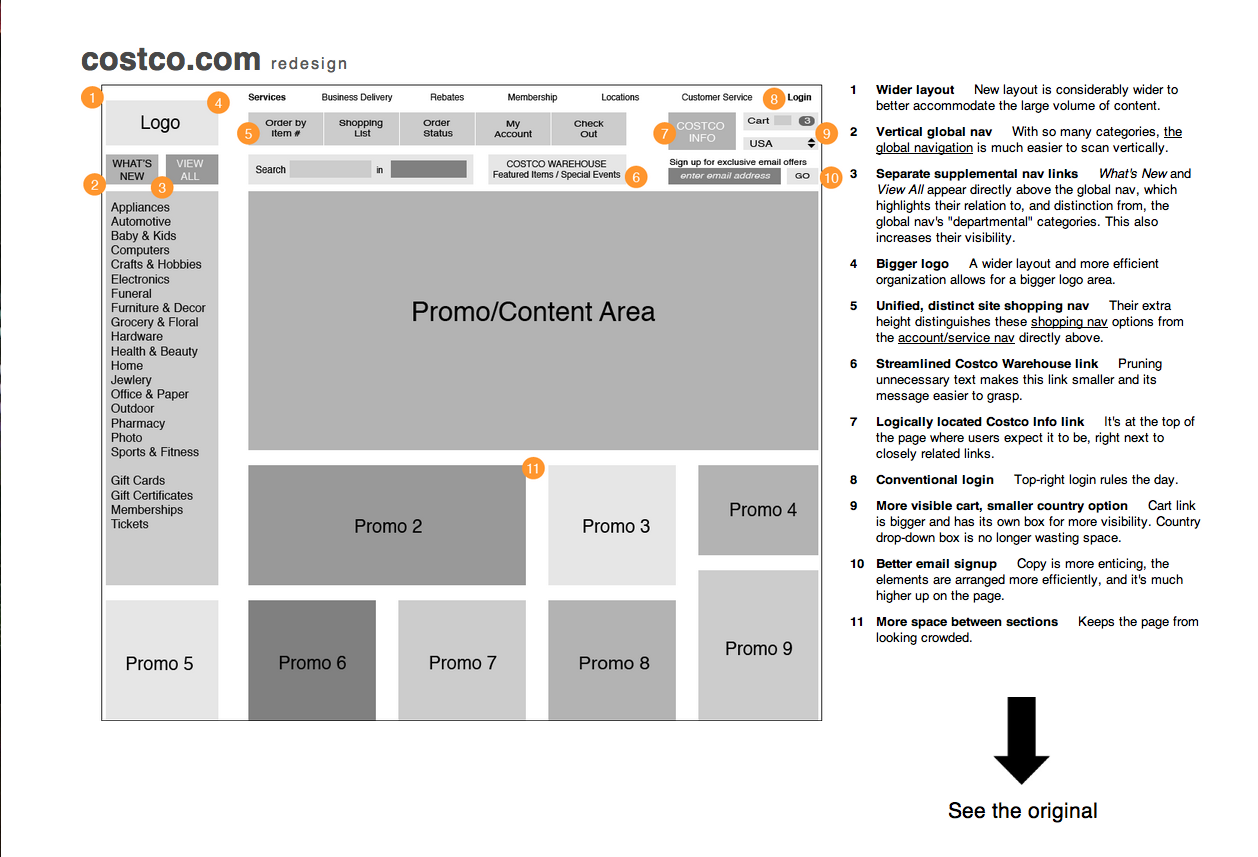 costco.com redesign
1
4
Logo
Services Business Delivery Rebates Membership Locations Customer Service 8 Login
5
Order by
Item #
Shopping
List
Order
Status
My
Account
Check
Out
7
COSTCO
INFO
Cart 3
9
USA
WHAT'S
NEW
VIEW
ALL
2
3
Search in
COSTCO WAREHOUSE
Featured Items / Special Events
6
Sign up for exclusive email offers
enter email address GO 10
Appliances
Automotive
Baby & Kids
Computers
Crafts & Hobbies
Electronics
Funeral
Furniture & Decor
Grocery & Floral
Hardware
Health & Beauty
Home
Jewlery
Office & Paper
Outdoor
Pharmacy
Photo
Sports & Fitness
Gift Cards
Gift Certificates
Memberships
Tickets
Promo/Content Area
11
Promo 2
Promo 3
Promo 4
Promo 5
Promo 6
Promo 7
Promo 8
Promo 9
1 Wider layout New layout is considerably wider to
better accommodate the large volume of content.
2 Vertical global nav With so many categories, the
global navigation is much easier to scan vertically.
3 Separate supplemental nav links What's New and
View All appear directly above the global nav, which
highlights their relation to, and distinction from, the
global nav's "departmental" categories. This also
increases their visibility.
4 Bigger logo A wider layout and more efficient
organization allows for a bigger logo area.
5 Unified, distinct site shopping nav Their extra
height distinguishes these shopping nav options from
the account/service nav directly above.
6 Streamlined Costco Warehouse link Pruning
unnecessary text makes this link smaller and its
message easier to grasp.
7 Logically located Costco Info link It's at the top of
the page where users expect it to be, right next to
closely related links.
8 Conventional login Top-right login rules the day.
9 More visible cart, smaller country option Cart link
is bigger and has its own box for more visibility. Country
drop-down box is no longer wasting space.
10 Better email signup Copy is more enticing, the
elements are arranged more efficiently, and it's much
higher up on the page.
11 More space between sections Keeps the page from
looking crowded.
See the original